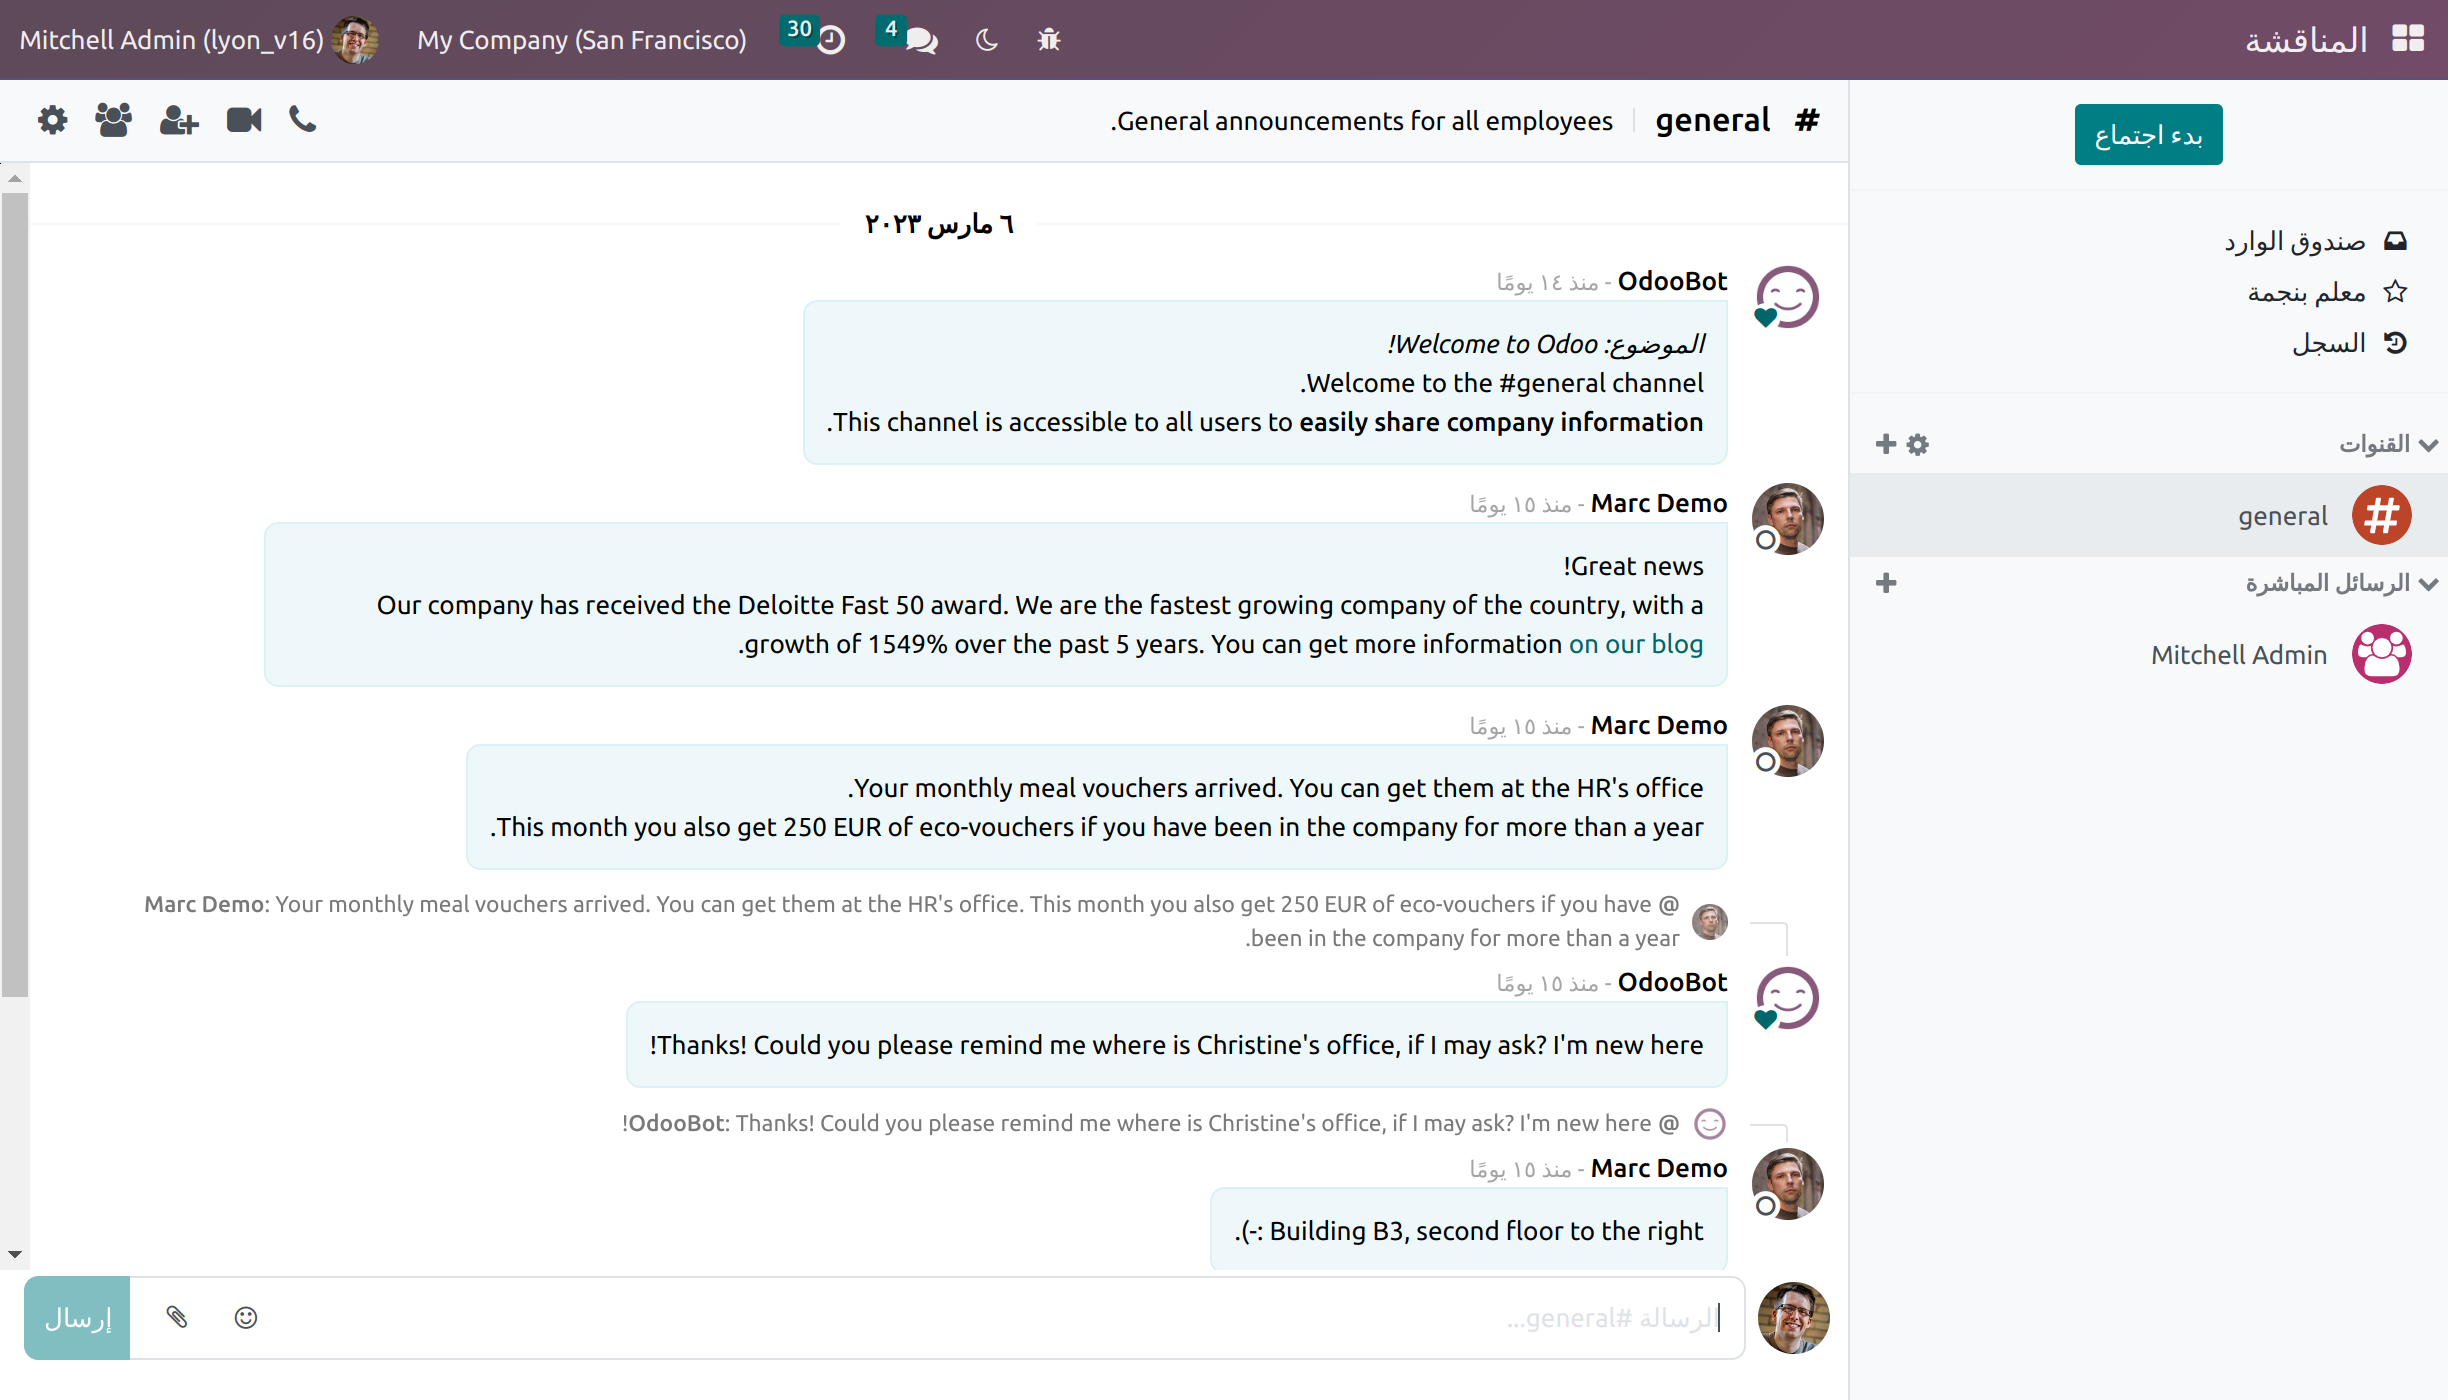 المناقشة
4
30
My Company (San Francisco)
Mitchell Admin (lyon_v16)
بدء اجتماع
صندوق الوارد
معلم بنجمة
السجل
القنوات
general
الرسائل المباشرة
Mitchell Admin
# general
General announcements for all employees.
٦ مارس ٢٠٢٣
OdooBot - منذ ١٤ يومًا
الموضوع: Welcome to Odoo!
Welcome to the #general channel.
This channel is accessible to all users to easily share company information.
Marc Demo - منذ ١٥ يومًا
Great news!
Our company has received the Deloitte Fast 50 award. We are the fastest growing company of the country, with a
growth of 1549% over the past 5 years. You can get more information on our blog.
Marc Demo - منذ ١٥ يومًا
Your monthly meal vouchers arrived. You can get them at the HR's office.
This month you also get 250 EUR of eco-vouchers if you have been in the company for more than a year.
@ Marc Demo: Your monthly meal vouchers arrived. You can get them at the HR's office. This month you also get 250 EUR of eco-vouchers if you have
been in the company for more than a year.
OdooBot - منذ ١٥ يومًا
Thanks! Could you please remind me where is Christine's office, if I may ask? I'm new here!
@ OdooBot: Thanks! Could you please remind me where is Christine's office, if I may ask? I'm new here!
Marc Demo - منذ ١٥ يومًا
Building B3, second floor to the right :-).
الرسالة #general...
إرسال